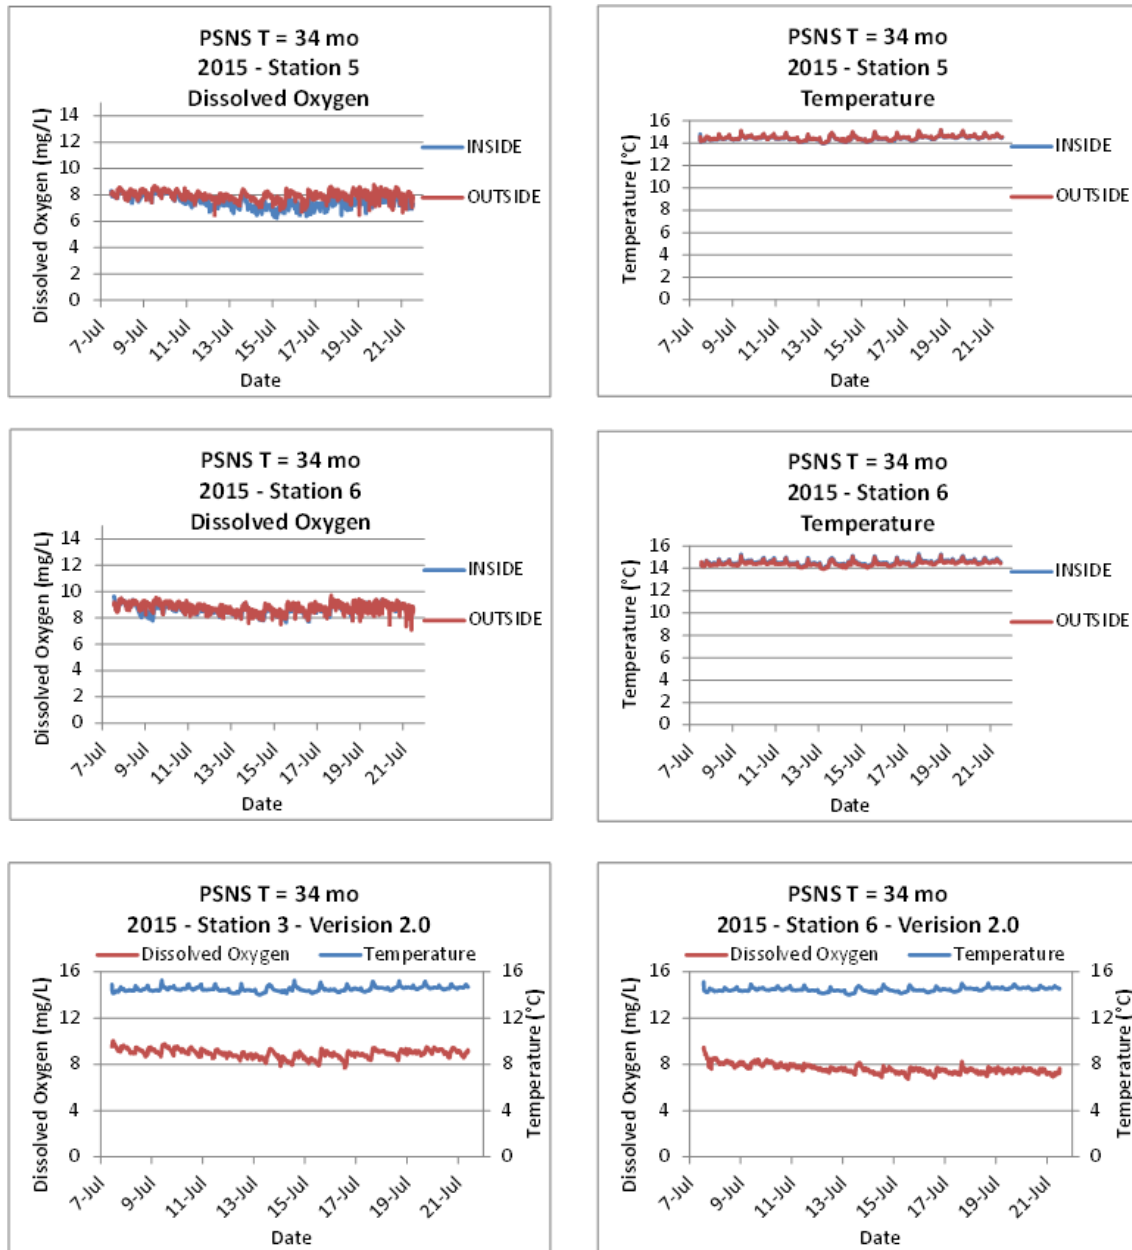 PSNS T = 34 mo
2015 - Station 5
Dissolved Oxygen
Dissolved Oxygen (mg/L)
14
12
10
8
6
4
2
0
7-Jul
9-Jul
11-Jul
13-Jul
15-Jul
17-Jul
19-Jul
21-Jul
Date
INSIDE
OUTSIDE
PSNS T = 34 mo
2015 - Station 5
Temperature
Temperature (°C)
16
14
12
10
8
6
4
2
0
7-Jul
9-Jul
11-Jul
13-Jul
15-Jul
17-Jul
19-Jul
21-Jul
Date
INSIDE
OUTSIDE
PSNS T = 34 mo
2015 - Station 6
Dissolved Oxygen
Dissolved Oxygen (mg/L)
14
12
10
8
6
4
2
0
7-Jul
9-Jul
11-Jul
13-Jul
15-Jul
17-Jul
19-Jul
21-Jul
Date
INSIDE
OUTSIDE
PSNS T = 34 mo
2015 - Station 6
Temperature
Temperature (°C)
16
14
12
10
8
6
4
2
0
7-Jul
9-Jul
11-Jul
13-Jul
15-Jul
17-Jul
19-Jul
21-Jul
Date
INSIDE
OUTSIDE
PSNS T = 34 mo
2015 - Station 3 - Verision 2.0
Dissolved Oxygen Temperature
Dissolved Oxygen (mg/L)
16
12
8
4
0
16
12
8
4
0
Temperature (°C)
7-Jul
9-Jul
11-Jul
13-Jul
15-Jul
17-Jul
19-Jul
21-Jul
Date
PSNS T = 34 mo
2015 - Station 6 - Verision 2.0
Dissolved Oxygen Temperature
Dissolved Oxygen (mg/L)
16
12
8
4
0
16
12
8
4
0
Temperature (°C)
7-Jul
9-Jul
11-Jul
13-Jul
15-Jul
17-Jul
19-Jul
21-Jul
Date